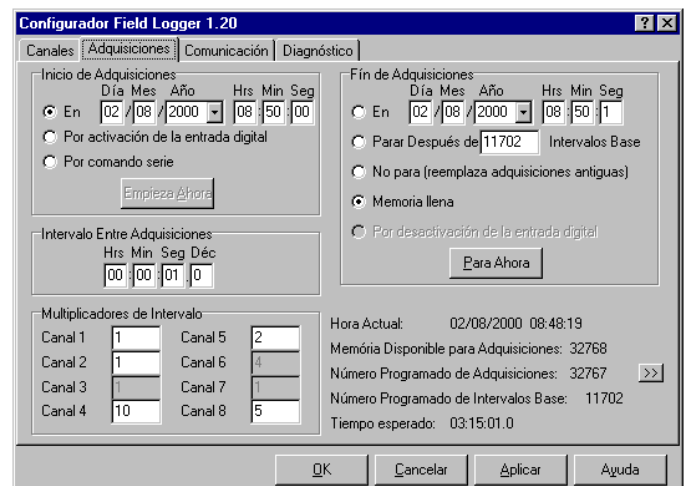 Configurador Field Logger 1.20
Canales Adquisiciones Comunicación Diagnóstico
Inicio de Adquisiciones
Día Mes Año Hrs Min Seg
En 02 / 08 / 2000 08 : 50 : 00
Por activación de la entrada digital
Por comando serie
Empieza Ahora
Intervalo Entre Adquisiciones
Hrs Min Seg Déc
00 : 00 : 01 . 0
Multiplicadores de Intervalo
Canal 1 1 Canal 5 2
Canal 2 1 Canal 6 4
Canal 3 1 Canal 7 1
Canal 4 10 Canal 8 5
Fín de Adquisiciones
Día Mes Año Hrs Min Seg
En 02 / 08 / 2000 08 : 50 : 1
Parar Después de 11702 Intervalos Base
No para (reemplaza adquisiciones antiguas)
Memoria llena
Por desactivación de la entrada digital
Para Ahora
Hora Actual: 02/08/2000 08:48:19
Memória Disponible para Adquisiciones: 32768
Número Programado de Adquisiciones: 32767 >>
Número Programado de Intervalos Base: 11702
Tiempo esperado: 03:15:01.0
OK Cancelar Aplicar Ayuda